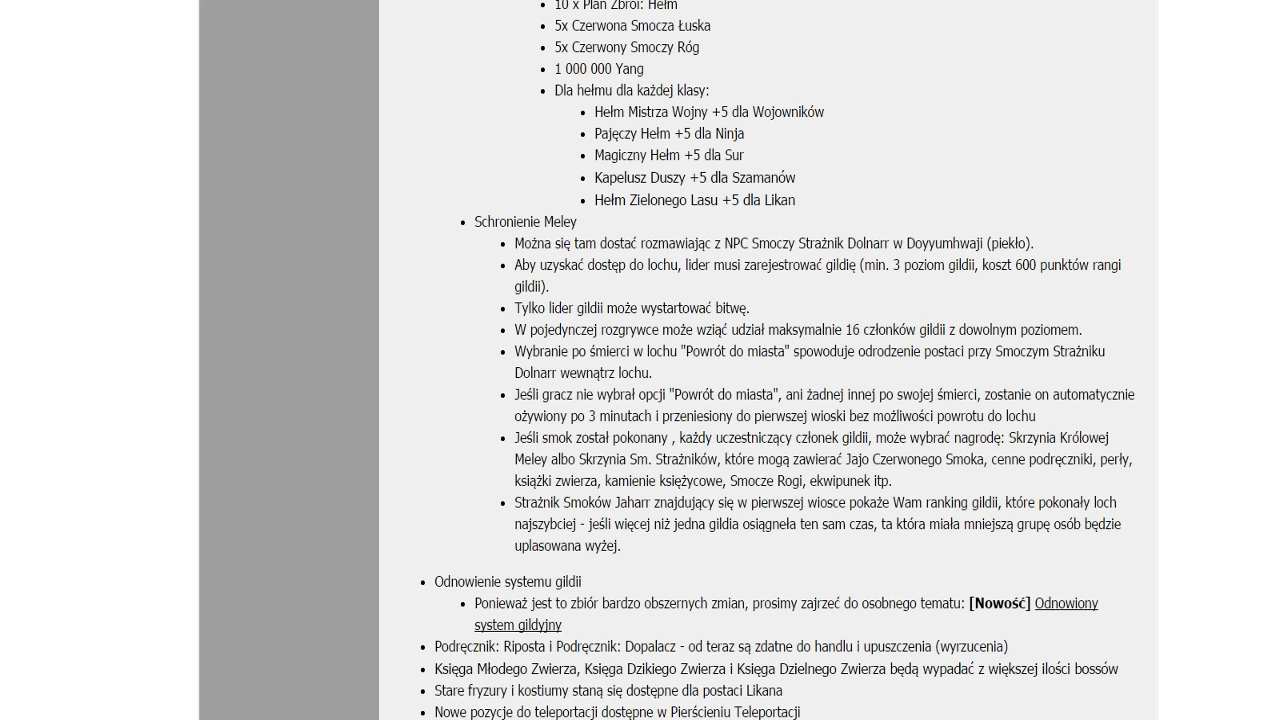 10 x Plan Zbroi: Hełm
5x Czerwona Smocza Łuska
5x Czerwony Smoczy Róg
1 000 000 Yang
Dla hełmu dla każdej klasy:
Hełm Mistrza Wojny +5 dla Wojowników
Pajęczy Hełm +5 dla Ninja
Magiczny Hełm +5 dla Sur
Kapelusz Duszy +5 dla Szamanów
Hełm Zielonego Lasu +5 dla Likan
Schronienie Meley
Można się tam dostać rozmawiając z NPC Smoczy Strażnik Dolnarr w Doyyumhwaji (piekło).
Aby uzyskać dostęp do lochu, lider musi zarejestrować gildię (min. 3 poziom gildii, koszt 600 punktów rangi
gildii).
Tylko lider gildii może wystartować bitwę.
W pojedynczej rozgrywce może wziąć udział maksymalnie 16 członków gildii z dowolnym poziomem.
Wybranie po śmierci w lochu "Powrót do miasta" spowoduje odrodzenie postaci przy Smoczym Strażniku
Dolnarr wewnątrz lochu.
Jeśli gracz nie wybrał opcji "Powrót do miasta", ani żadnej innej po swojej śmierci, zostanie on automatycznie
ożywiony po 3 minutach i przeniesiony do pierwszej wioski bez możliwości powrotu do lochu
Jeśli smok został pokonany , każdy uczestniczący członek gildii, może wybrać nagrodę: Skrzynia Królowej
Meley albo Skrzynia Sm. Strażników, które mogą zawierać Jajo Czerwonego Smoka, cenne podręczniki, perły,
książki zwierza, kamienie księżycowe, Smocze Rogi, ekwipunek itp.
Strażnik Smoków Jaharr znajdujący się w pierwszej wiosce pokaże Wam ranking gildii, które pokonały loch
najszybciej - jeśli więcej niż jedna gildia osiągneła ten sam czas, ta która miała mniejszą grupę osób będzie
uplasowana wyżej.
Odnowienie systemu gildii
Ponieważ jest to zbiór bardzo obszernych zmian, prosimy zajrzeć do osobnego tematu: [Nowość] Odnowiony
system gildyjny
Podręcznik: Riposta i Podręcznik: Dopalacz - od teraz są zdatne do handlu i upuszczenia (wyrzucenia)
Księga Młodego Zwierza, Księga Dzikiego Zwierza i Księga Dzielnego Zwierza będą wypadać z większej ilości bossów
Stare fryzury i kostiumy staną się dostępne dla postaci Likana
Nowe pozycje do teleportacji dostępne w Pierścieniu Teleportacji